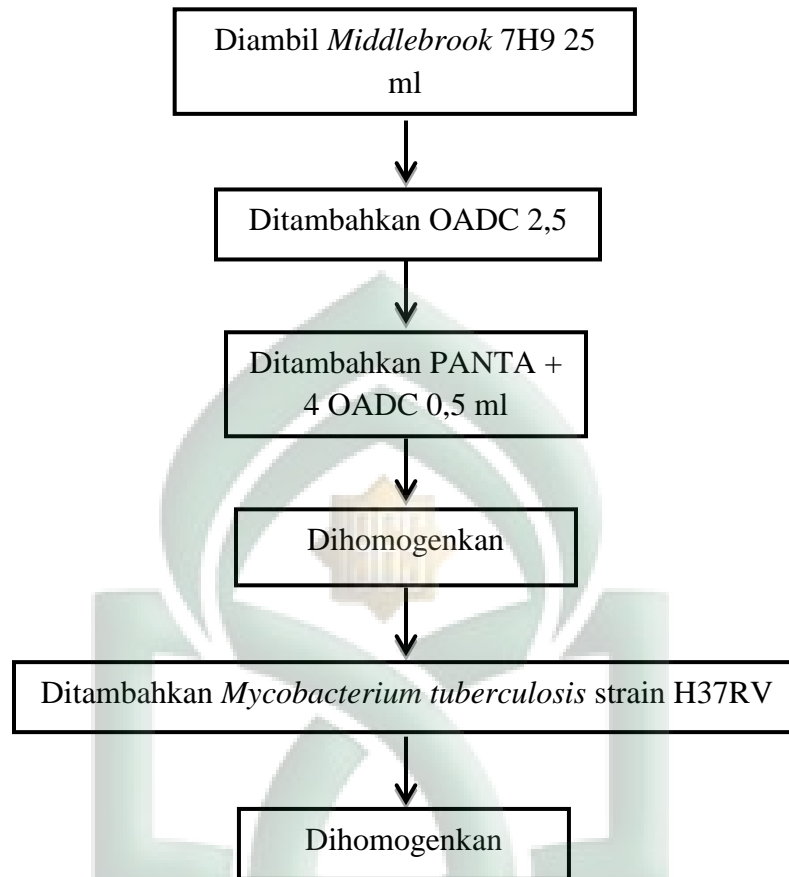 Diambil Middlebrook 7H9 25
ml
Ditambahkan OADC 2,5
Ditambahkan PANTA +
4 OADC 0,5 ml
Dihomogenkan
Ditambahkan Mycobacterium tuberculosis strain H37RV
Dihomogenkan